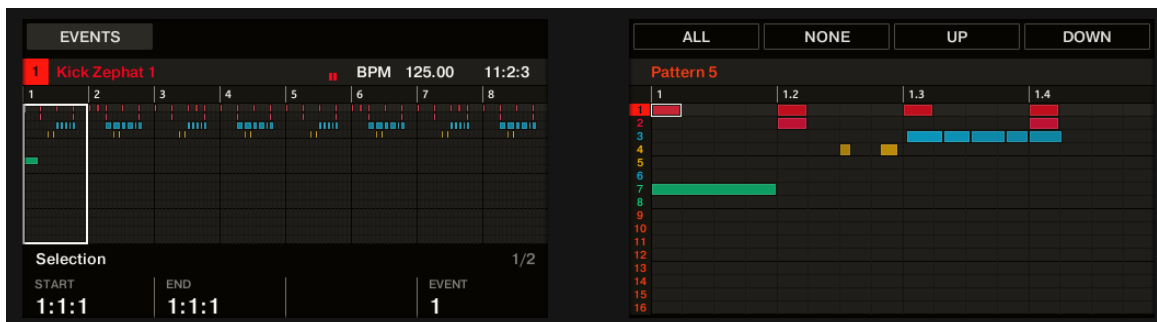 EVENTS
1 Kick Zephat 1 BPM 125.00 11:2:3
1 2 3 4 5 6 7 8
Selection 1/2
START END EVENT
1:1:1 1:1:1 1
ALL NONE UP DOWN
Pattern 5
1 1.2 1.3 1.4
1
2
3
4
5
6
7
8
9
10
11
12
13
14
15
16